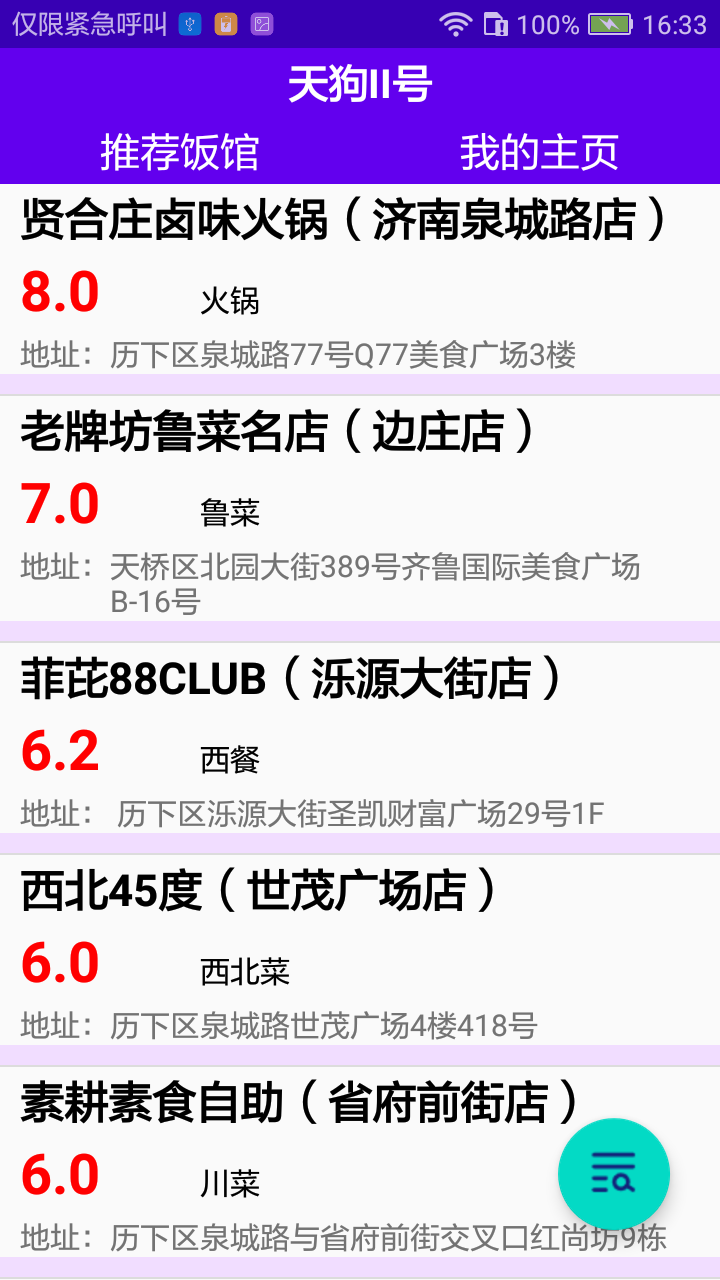 仅限紧急呼叫 100% 16:33
天狗II号
推荐饭馆 我的主页
贤合庄卤味火锅（济南泉城路店）
8.0 火锅
地址：历下区泉城路77号Q77美食广场3楼
老牌坊鲁菜名店（边庄店）
7.0 鲁菜
地址：天桥区北园大街389号齐鲁国际美食广场
B-16号
菲芘88CLUB（泺源大街店）
6.2 西餐
地址： 历下区泺源大街圣凯财富广场29号1F
西北45度（世茂广场店）
6.0 西北菜
地址：历下区泉城路世茂广场4楼418号
素耕素食自助（省府前街店）
6.0 川菜
地址：历下区泉城路与省府前街交叉口红尚坊9栋